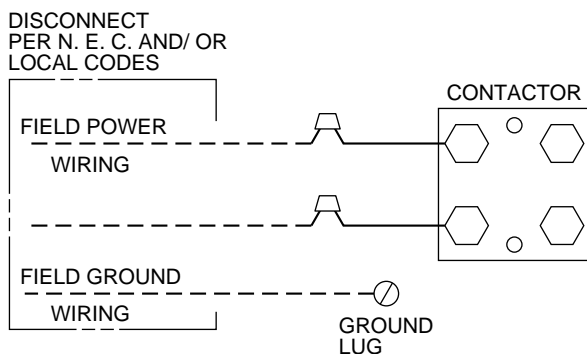 DISCONNECT
PER N. E. C. AND/ OR
LOCAL CODES
CONTACTOR
FIELD POWER
WIRING
FIELD GROUND
WIRING
GROUND
LUG